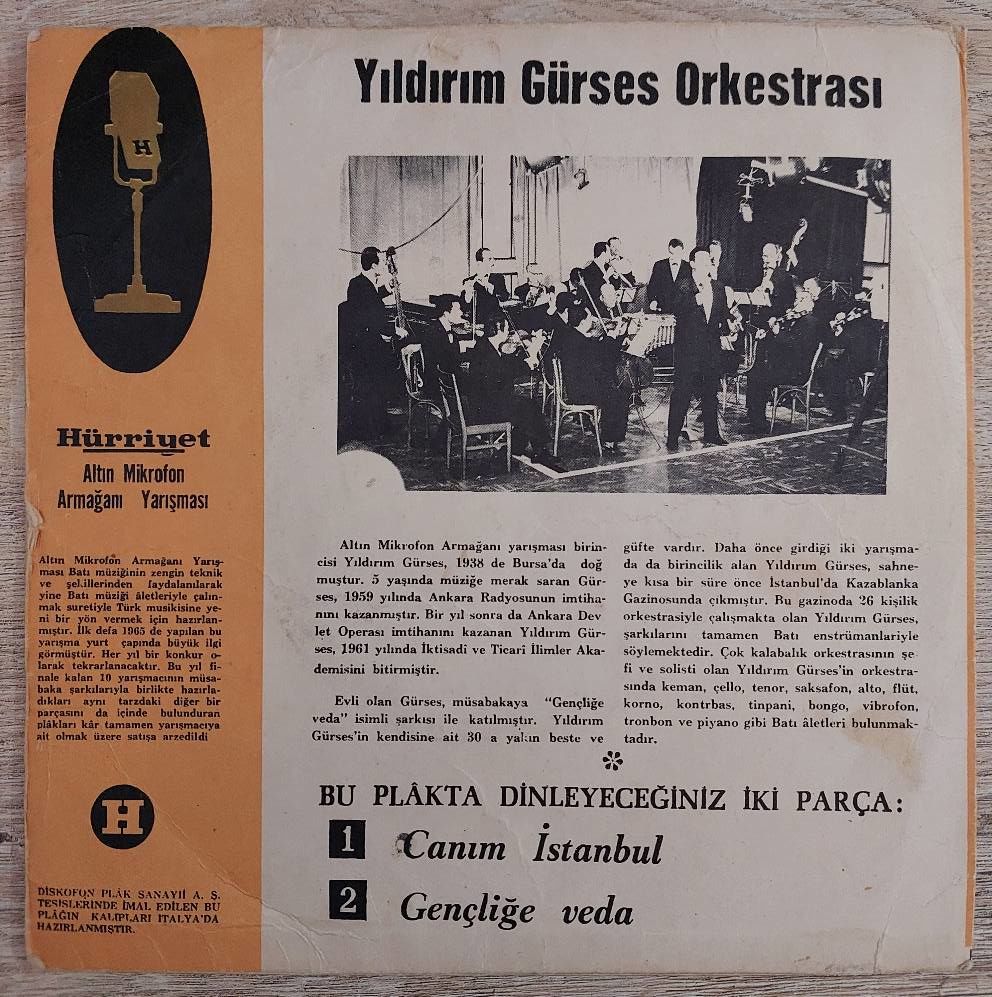 Yıldırım Gürses Orkestrası
H
Hürriyet
Altın Mikrofon
Armağanı Yarışması
Altın Mikrofon Armağanı Yarış-
ması Batı müziğinin zengin teknik
ve şekillerinden faydalanılarak
yine Batı müziği âletleriyle çalın-
mak suretiyle Türk musikisine ye-
ni bir yön vermek için hazırlan-
mıştır. İlk defa 1965 de yapılan bu
yarışma yurt çapında büyük ilgi
görmüştür. Her yıl bir konkur o-
larak tekrarlanacaktır. Bu yıl fi-
nale kalan 10 yarışmacının müsa-
baka şarkılarıyla birlikte hazırla-
dıkları aynı tarzdaki diğer bir
parçasını da içinde bulunduran
plâkları kâr tamamen yarışmacıya
ait olmak üzere satışa arzedildi
H
DİSKOFON PLÂK SANAYİİ A. Ş.
TESİSLERİNDE İMAL EDİLEN BU
PLÂĞIN KALIPLARI İTALYA'DA
HAZIRLANMIŞTIR.
Altın Mikrofon Armağanı yarışması birin-
cisi Yıldırım Gürses, 1938 de Bursa'da doğ
muştur. 5 yaşında müziğe merak saran Gür-
ses, 1959 yılında Ankara Radyosunun imtiha-
nını kazanmıştır. Bir yıl sonra da Ankara Dev
let Operası imtihanını kazanan Yıldırım Gür-
ses, 1961 yılında İktisadî ve Ticarî İlimler Aka-
demisini bitirmiştir.
Evli olan Gürses, müsabakaya "Gençliğe
veda" isimli şarkısı ile katılmıştır. Yıldırım
Gürses'in kendisine ait 30 a yakın beste ve
güfte vardır. Daha önce girdiği iki yarışma-
da da birincilik alan Yıldırım Gürses, sahne-
ye kısa bir süre önce İstanbul'da Kazablanka
Gazinosunda çıkmıştır. Bu gazinoda 26 kişilik
orkestrasiyle çalışmakta olan Yıldırım Gürses,
şarkılarını tamamen Batı enstrümanlariyle
söylemektedir. Çok kalabalık orkestrasının şe-
fi ve solisti olan Yıldırım Gürses'in orkestra-
sında keman, çello, tenor, saksafon, alto, flüt,
korno, kontrbas, tinpani, bongo, vibrofon,
tronbon ve piyano gibi Batı âletleri bulunmak-
tadır.
BU PLÂKTA DİNLEYECEĞİNİZ İKİ PARÇA:
1 Canım İstanbul
2 Gençliğe veda